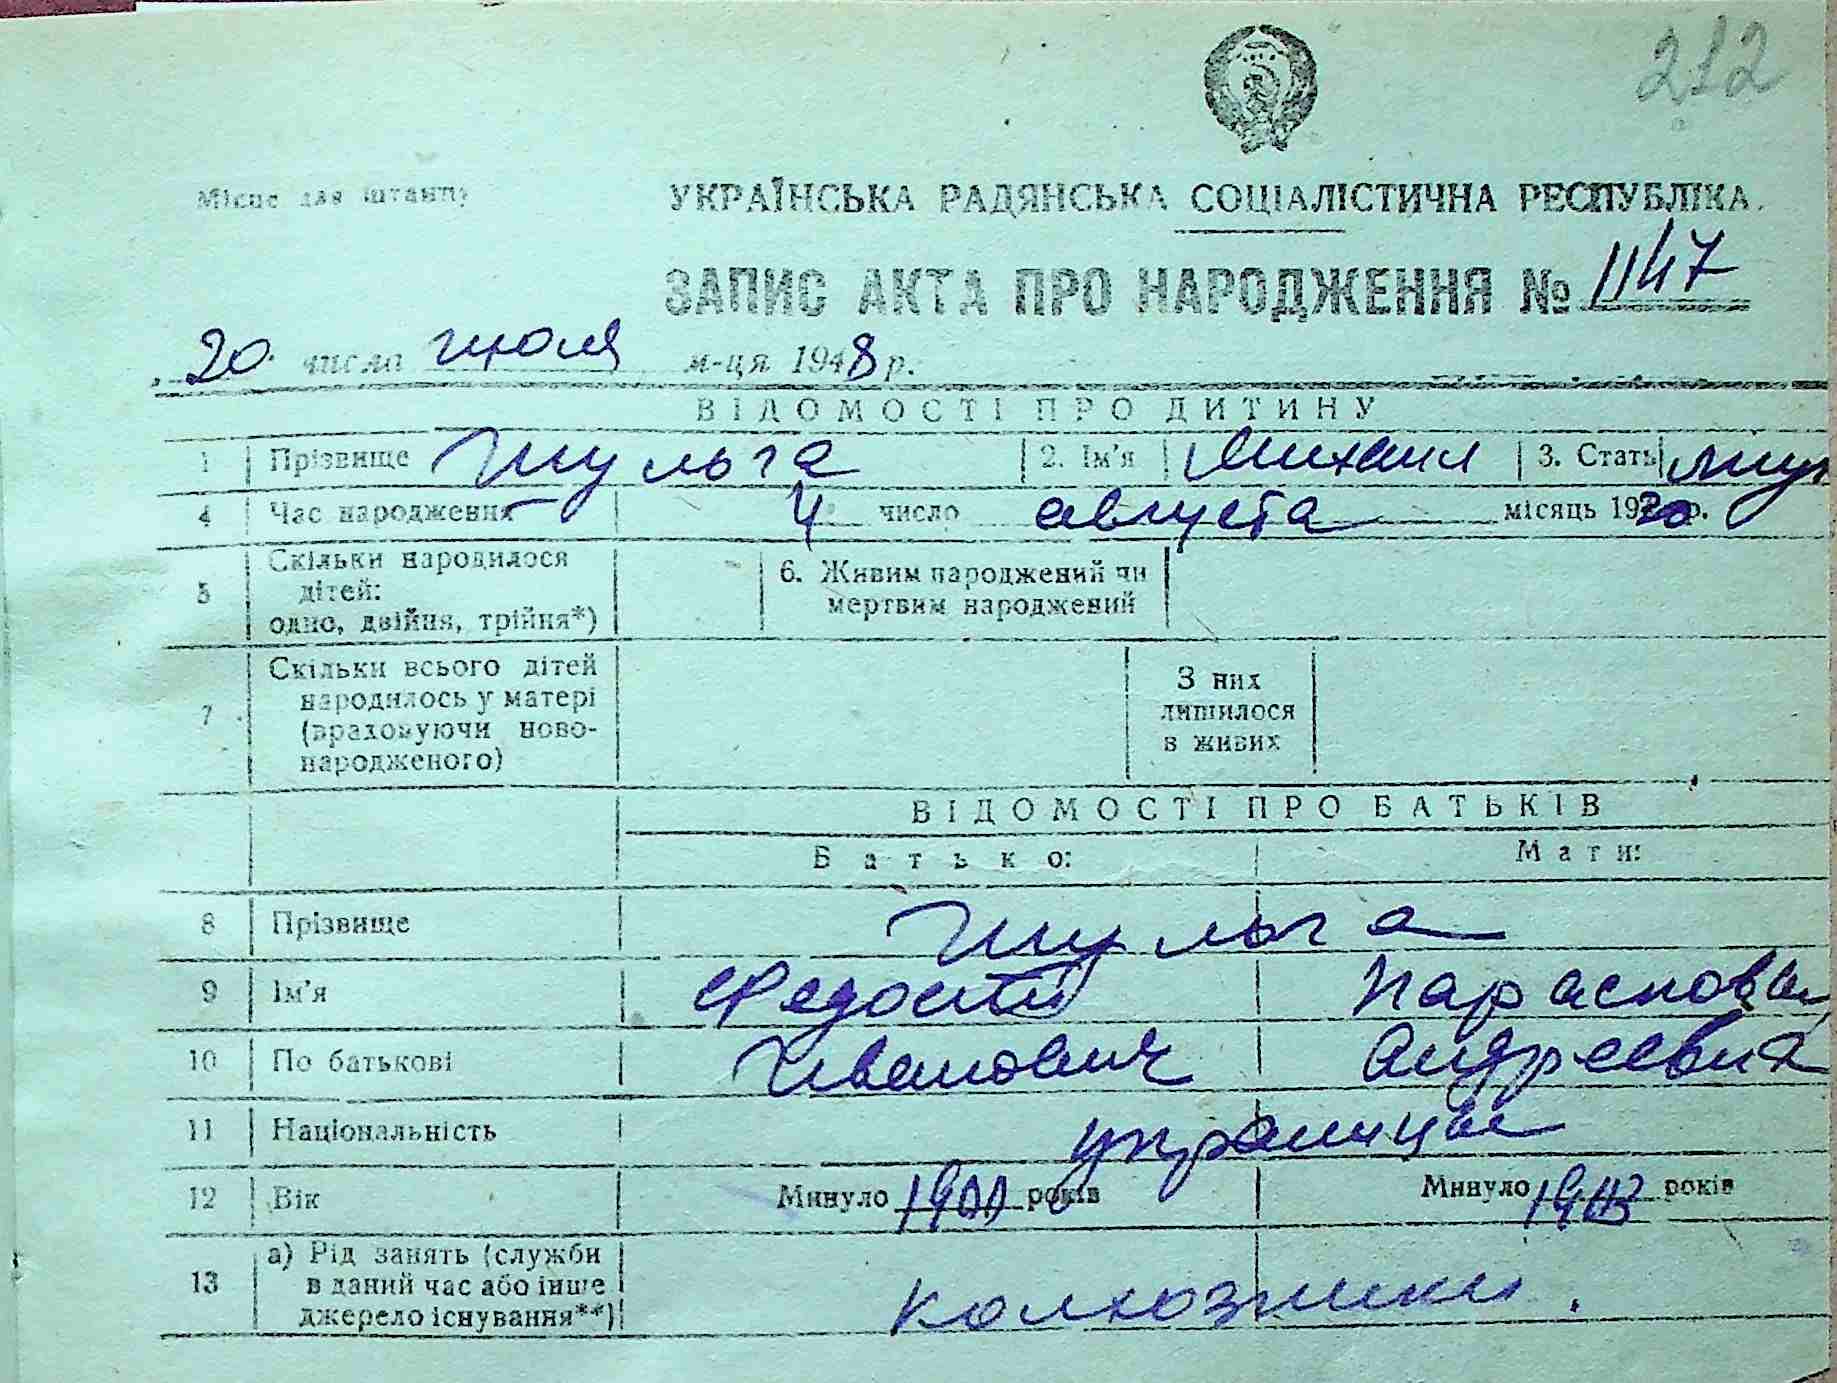 212
Місце для штампу
УКРАЇНСЬКА РАДЯНСЬКА СОЦІАЛІСТИЧНА РЕСПУБЛІКА.
ЗАПИС АКТА ПРО НАРОДЖЕННЯ № 1147
20 числа июля м-ця 1948 р.
ВІДОМОСТІ ПРО ДИТИНУ
1 Прізвище Шульга 2. Ім'я Михаил 3. Стать муж
4 Час народження 4 число августа місяць 19 р.
5 Скільки народилося дітей: одно, двійня, трійня*) 6. Живим народжений чи мертвим народжений
7 Скільки всього дітей народилось у матері (враховуючи новонародженого) З них лишилося в живих
ВІДОМОСТІ ПРО БАТЬКІВ
Батько: Мати:
8 Прізвище Шульга
9 Ім'я Федосий
10 По батькові Иванович Андреевна
11 Національність украинцы
12 Вік Минуло років Минуло років
13 а) Рід занять (служби в даний час або інше джерело існування**) колхозники.